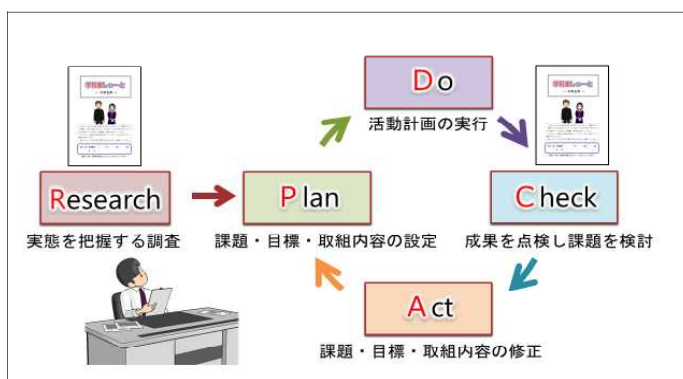 Do
活動計画の実行
Research
実態を把握する調査
Plan
課題・目標・取組内容の設定
Check
成果を点検し課題を検討
Act
課題・目標・取組内容の修正